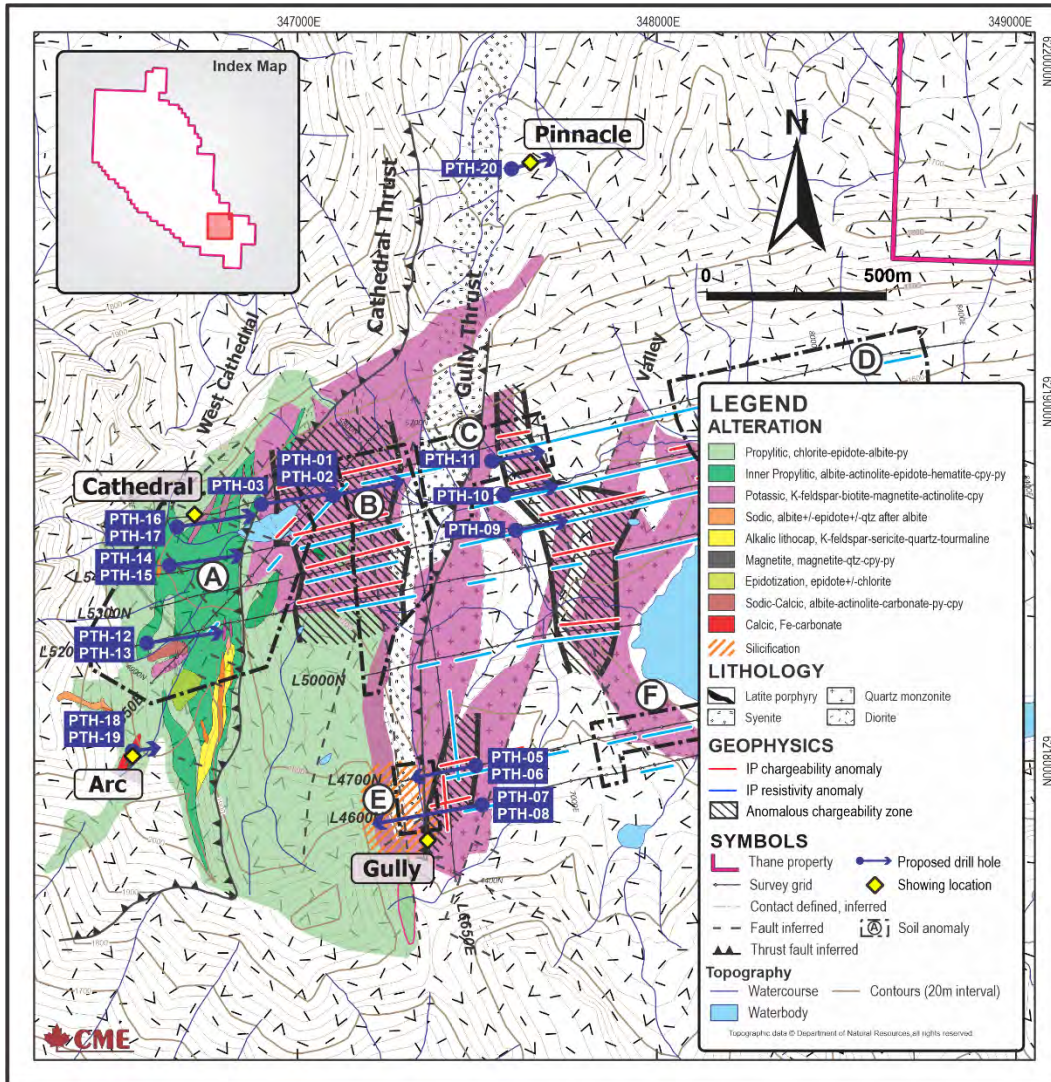 347000E
348000E
349000E
6220000N
6219000N
6218000N
Index Map
Pinnacle
PTH-20
N
0
500m
Cathedral Thrust
Gully Thrust
West Cathedral
Valley
D
C
PTH-01
PTH-02
PTH-11
PTH-03
PTH-10
B
Cathedral
PTH-16
PTH-17
PTH-09
PTH-14
PTH-15
A
L5300N
PTH-12
PTH-13
L5000N
F
PTH-18
PTH-19
Arc
L4700N
PTH-05
PTH-06
E
L4600
PTH-07
PTH-08
Gully
L6650E
LEGEND
ALTERATION
Propylitic, chlorite-epidote-albite-py
Inner Propylitic, albite-actinolite-epidote-hematite-cpy-py
Potassic, K-feldspar-biotite-magnetite-actinolite-cpy
Sodic, albite+/-epidote+/-qtz after albite
Alkalic lithocap, K-feldspar-sericite-quartz-tourmaline
Magnetite, magnetite-qtz-cpy-py
Epidotization, epidote+/-chlorite
Sodic-Calcic, albite-actinolite-carbonate-py-cpy
Calcic, Fe-carbonate
Silicification
LITHOLOGY
Latite porphyry
Quartz monzonite
Syenite
Diorite
GEOPHYSICS
IP chargeability anomaly
IP resistivity anomaly
Anomalous chargeability zone
SYMBOLS
Thane property
Proposed drill hole
Survey grid
Showing location
Contact defined, inferred
Fault inferred
A Soil anomaly
Thrust fault inferred
Topography
Watercourse
Contours (20m interval)
Waterbody
Topographic data © Department of Natural Resources,all rights reserved.
CME